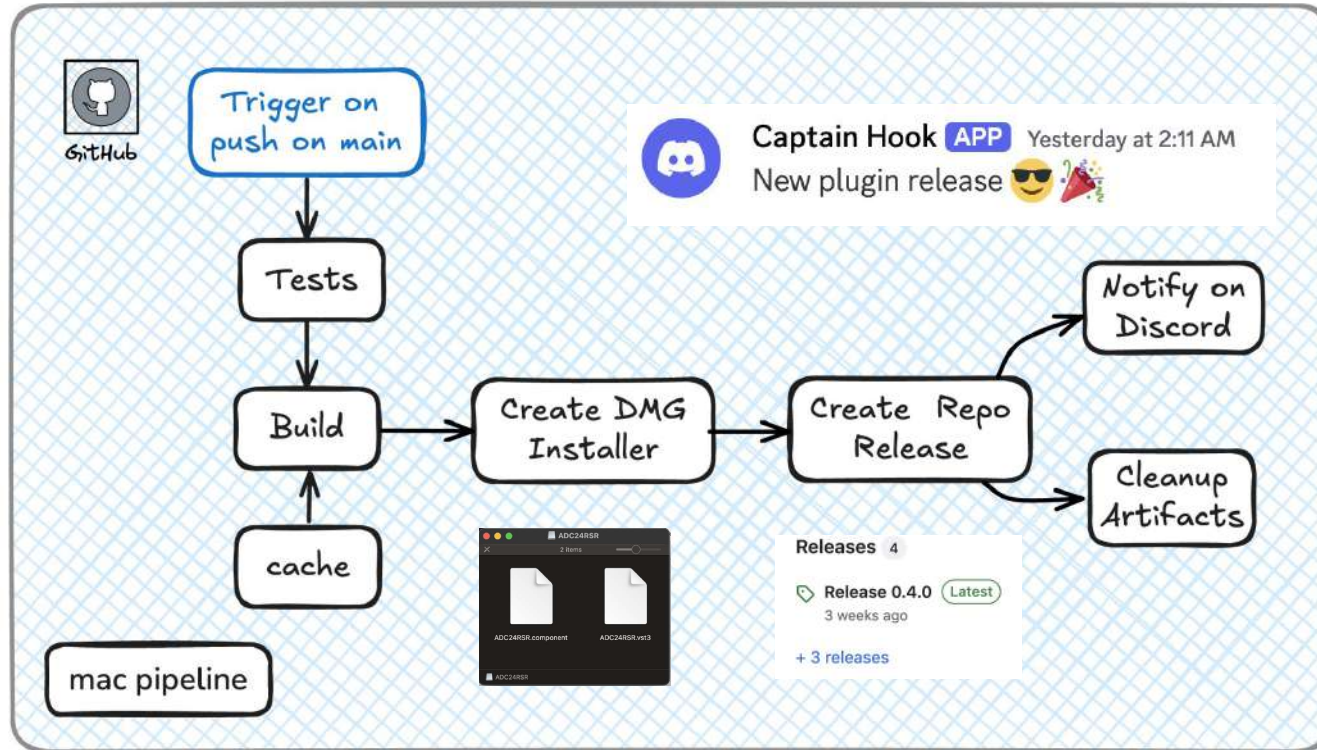 GitHub
Trigger on
push on main
Captain Hook APP Yesterday at 2:11 AM
New plugin release 😎🎉
Tests
Notify on
Discord
Build
Create DMG
Installer
Create Repo
Release
Cleanup
Artifacts
cache
ADC24RSR
2 items
ADC24RSR.component
ADC24RSR.vst3
ADC24RSR
Releases 4
Release 0.4.0 Latest
3 weeks ago
+ 3 releases
mac pipeline